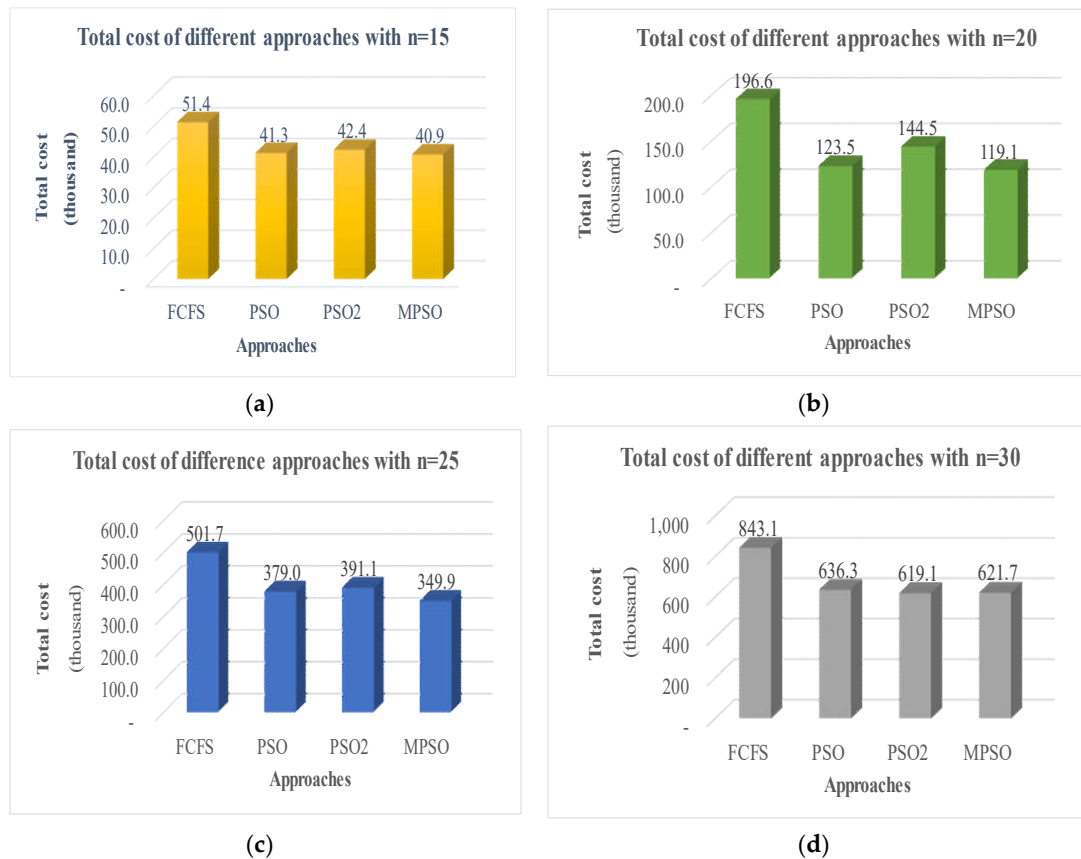 Total cost of different approaches with n=15
Total cost
(thousand)
60.0
50.0
40.0
30.0
20.0
10.0
-
51.4
41.3
42.4
40.9
FCFS PSO PSO2 MPSO
Approaches
(a)
Total cost of different approaches with n=20
Total cost
(thousand)
200.0
150.0
100.0
50.0
-
196.6
123.5
144.5
119.1
FCFS PSO PSO2 MPSO
Approaches
(b)
Total cost of difference approaches with n=25
Total cost
(thousand)
600.0
500.0
400.0
300.0
200.0
100.0
-
501.7
379.0
391.1
349.9
FCFS PSO PSO2 MPSO
Approaches
(c)
Total cost of different approaches with n=30
Total cost
(thousand)
1,000
800
600
400
200
-
843.1
636.3
619.1
621.7
FCFS PSO PSO2 MPSO
Approaches
(d)